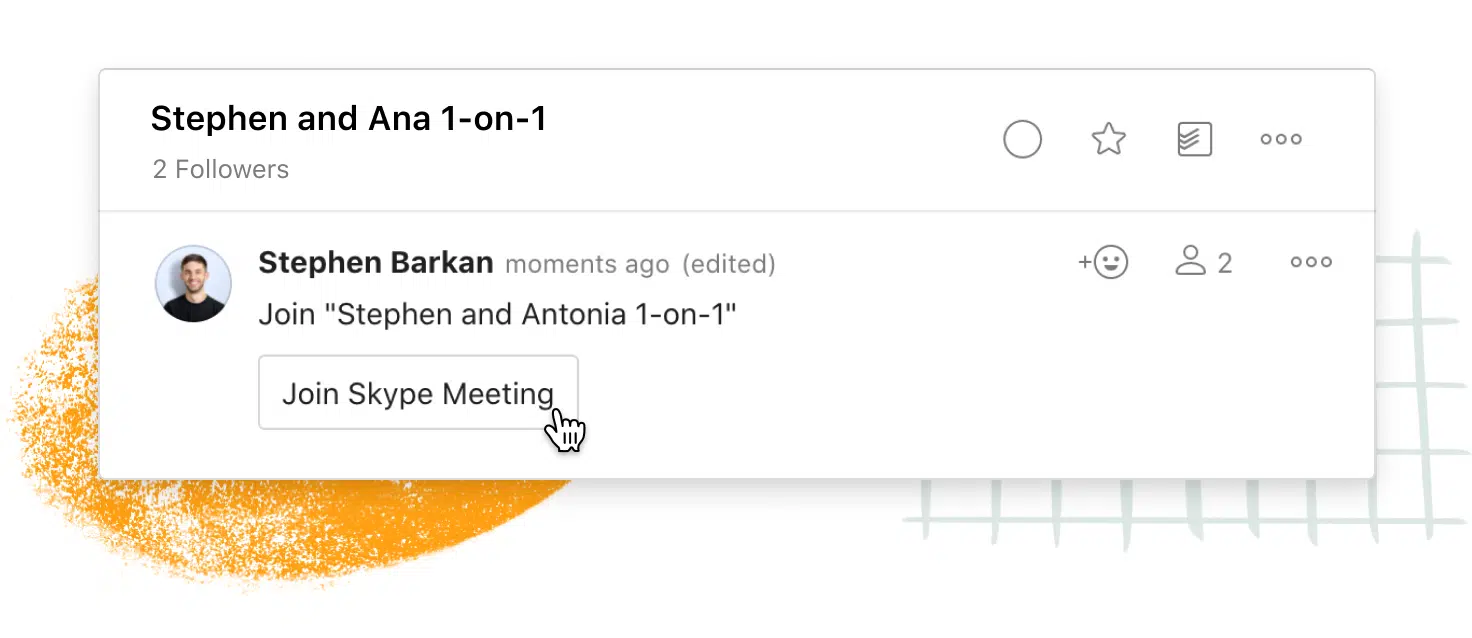 Stephen and Ana 1-on-1
2 Followers
Stephen Barkan moments ago (edited)
2
Join "Stephen and Antonia 1-on-1"
Join Skype Meeting